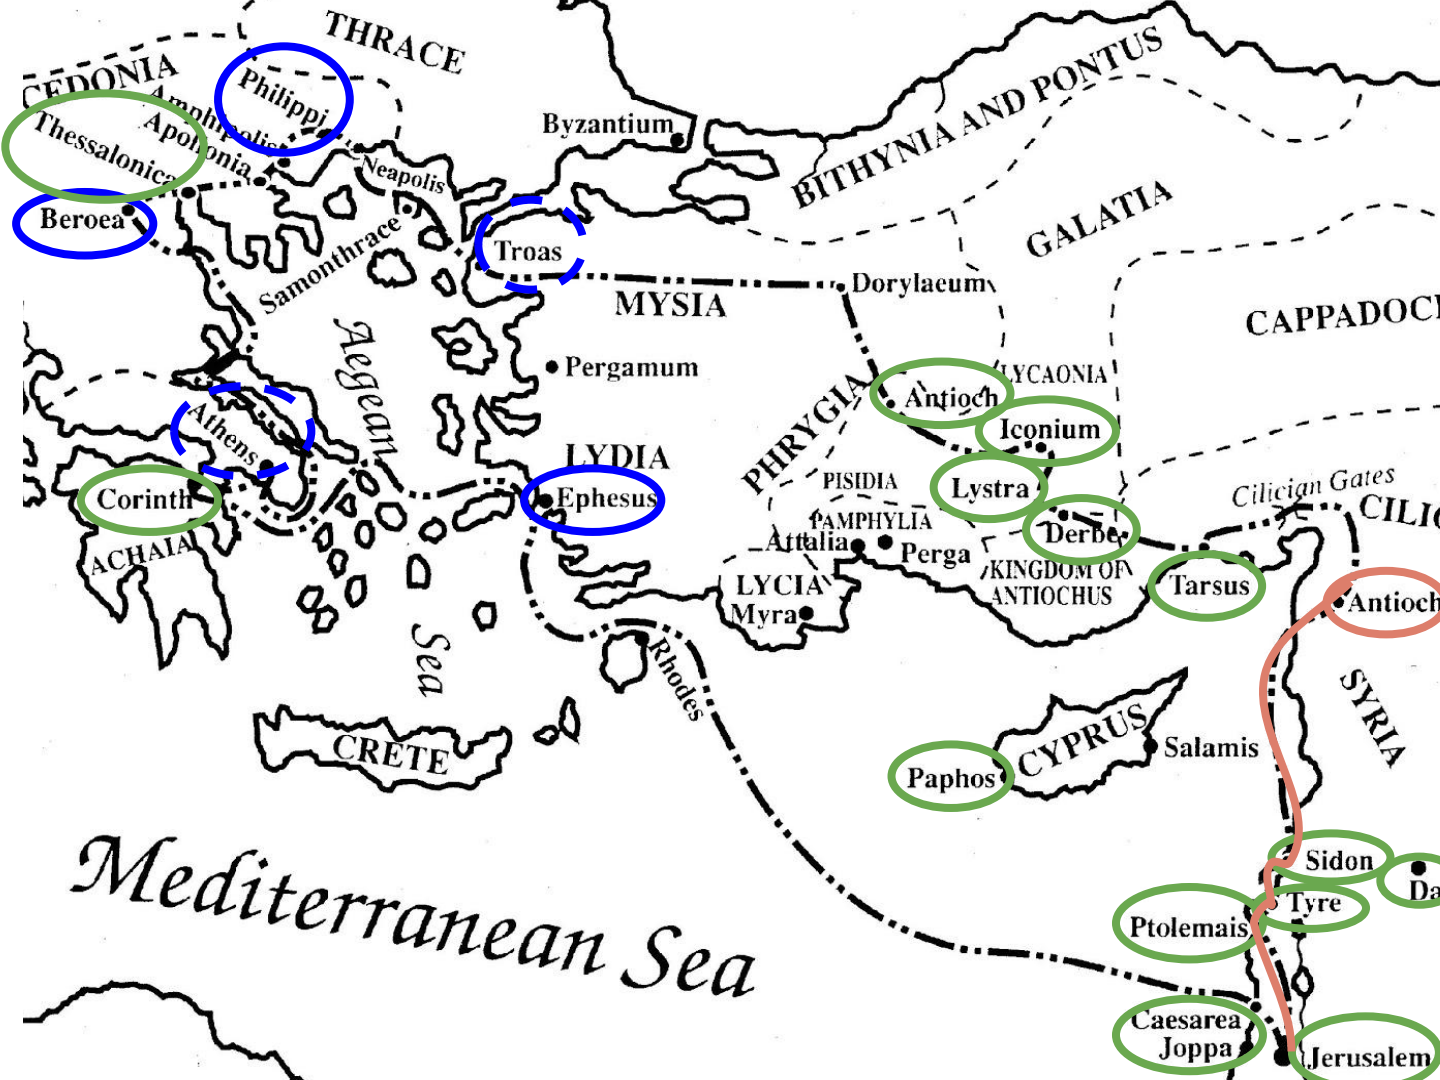 THRACE
CEDONIA
Philippi
Amphipolis
Apollonia
Thessalonica
Neapolis
Beroea
Byzantium
BITHYNIA AND PONTUS
Samonthrace
Troas
GALATIA
Dorylaeum
MYSIA
CAPPADOCI
Aegean
Pergamum
LYCAONIA
Antioch
PHRYGIA
Iconium
Athens
LYDIA
Corinth
Ephesus
PISIDIA
Lystra
Cilician Gates
CILIC
ACHAIA
PAMPHYLIA
Attalia
Perga
Derbe
KINGDOM OF
ANTIOCHUS
Tarsus
LYCIA
Myra
Antioch
Sea
Rhodes
SYRIA
CRETE
CYPRUS
Salamis
Paphos
Mediterranean Sea
Sidon
Da
Tyre
Ptolemais
Caesarea
Joppa
Jerusalem